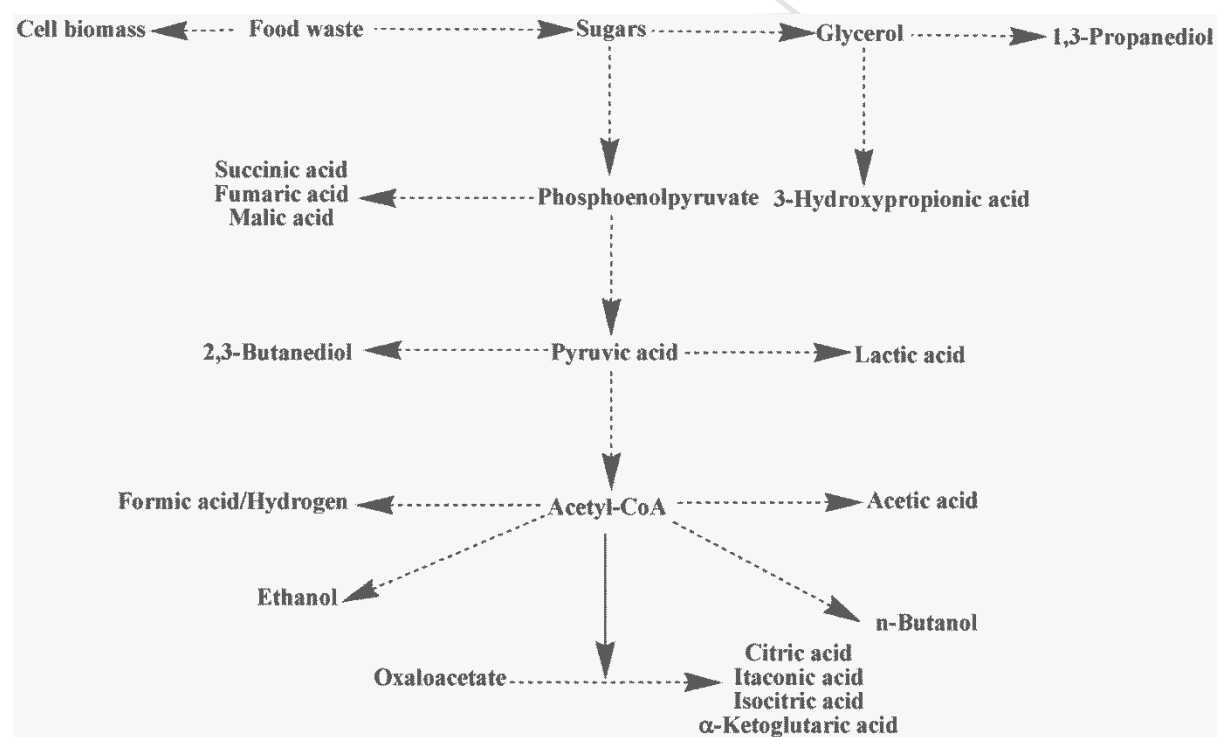 Cell biomass
Food waste
Sugars
Glycerol
1,3-Propanediol
Succinic acid
Fumaric acid
Malic acid
Phosphoenolpyruvate
3-Hydroxypropionic acid
2,3-Butanediol
Pyruvic acid
Lactic acid
Formic acid/Hydrogen
Acetyl-CoA
Acetic acid
Ethanol
n-Butanol
Oxaloacetate
Citric acid
Itaconic acid
Isocitric acid
α-Ketoglutaric acid